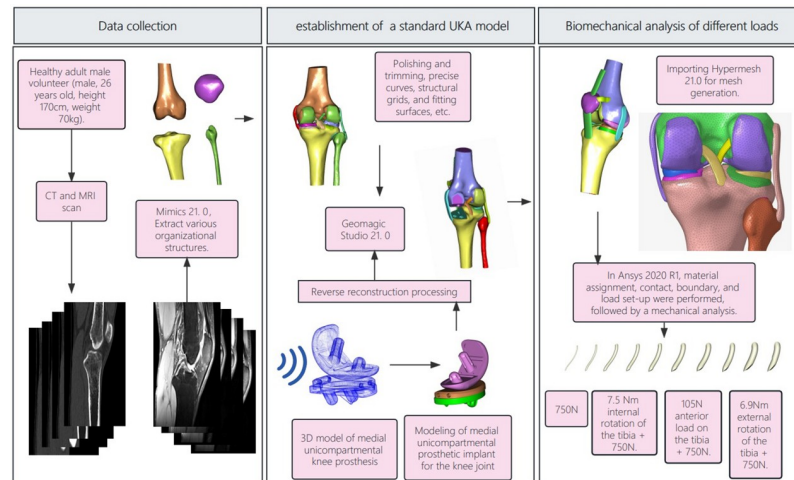 Data collection
Healthy adult male
volunteer (male, 26
years old, height
170cm, weight
70kg).
CT and MRI
scan
Mimics 21. 0,
Extract various
organizational
structures.
establishment of a standard UKA model
Polishing and
trimming, precise
curves, structural
grids, and fitting
surfaces, etc.
Geomagic
Studio 21. 0
Reverse reconstruction processing
3D model of medial
unicompartmental
knee prosthesis
Modeling of medial
unicompartmental
prosthetic implant
for the knee joint
Biomechanical analysis of different loads
Importing Hypermesh
21.0 for mesh
generation.
In Ansys 2020 R1, material
assignment, contact, boundary, and
load set-up were performed,
followed by a mechanical analysis.
750N
7.5 Nm
internal
rotation of
the tibia +
750N.
105N
anterior
load on
the tibia
+ 750N.
6.9Nm
external
rotation
of the
tibia +
750N.